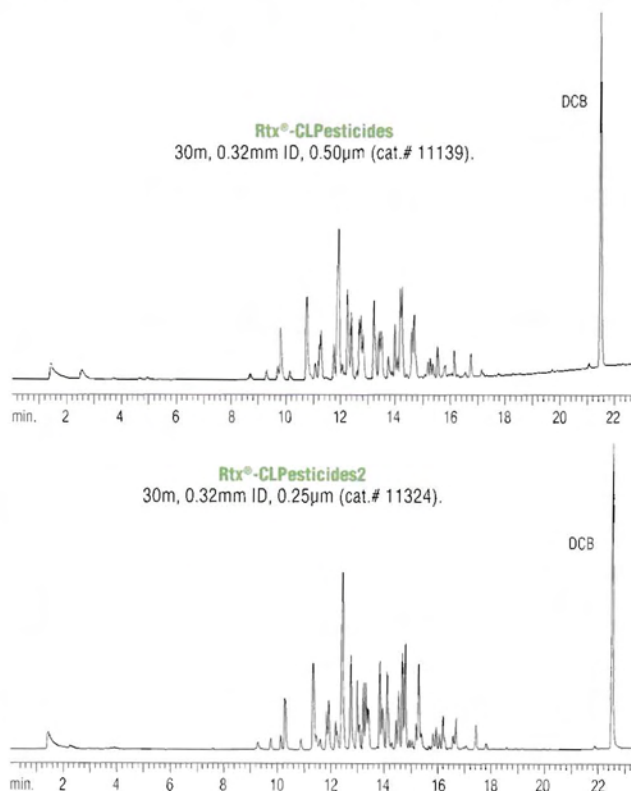 DCB
Rtx®-CLPesticides
30m, 0.32mm ID, 0.50µm (cat.# 11139).
min. 2 4 6 8 10 12 14 16 18 20 22
Rtx®-CLPesticides2
30m, 0.32mm ID, 0.25µm (cat.# 11324).
DCB
min. 2 4 6 8 10 12 14 16 18 20 22